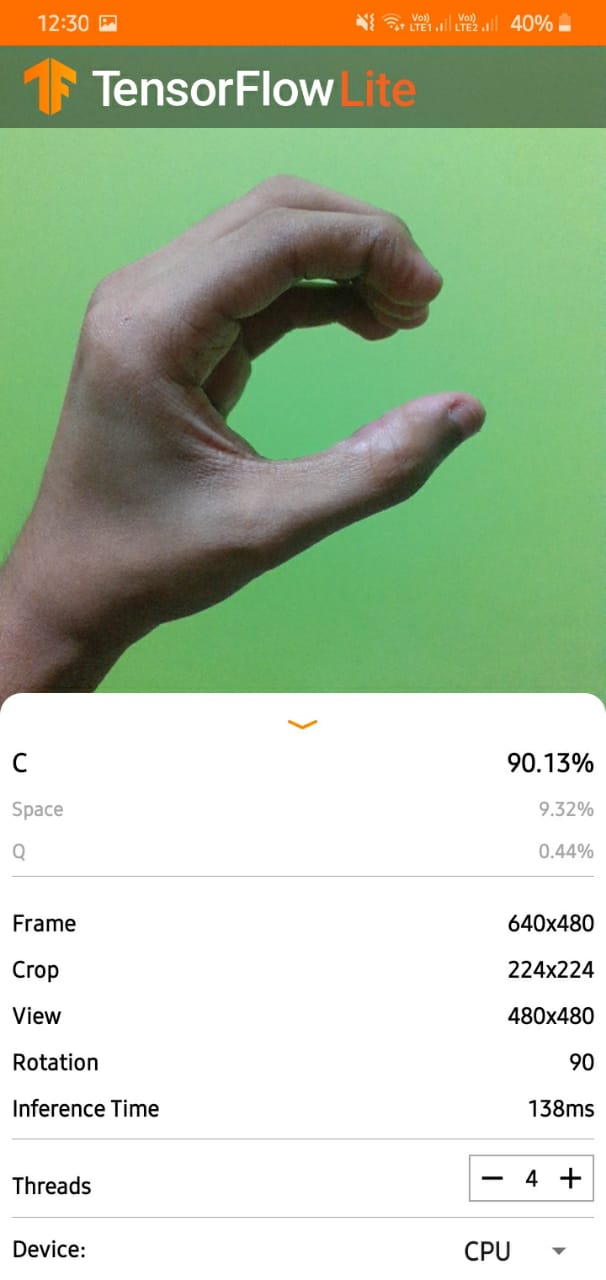 12:30 Vo)) LTE1 Vo)) LTE2 40%
TensorFlow Lite
C 90.13%
Space 9.32%
Q 0.44%
Frame 640x480
Crop 224x224
View 480x480
Rotation 90
Inference Time 138ms
Threads 4
Device: CPU